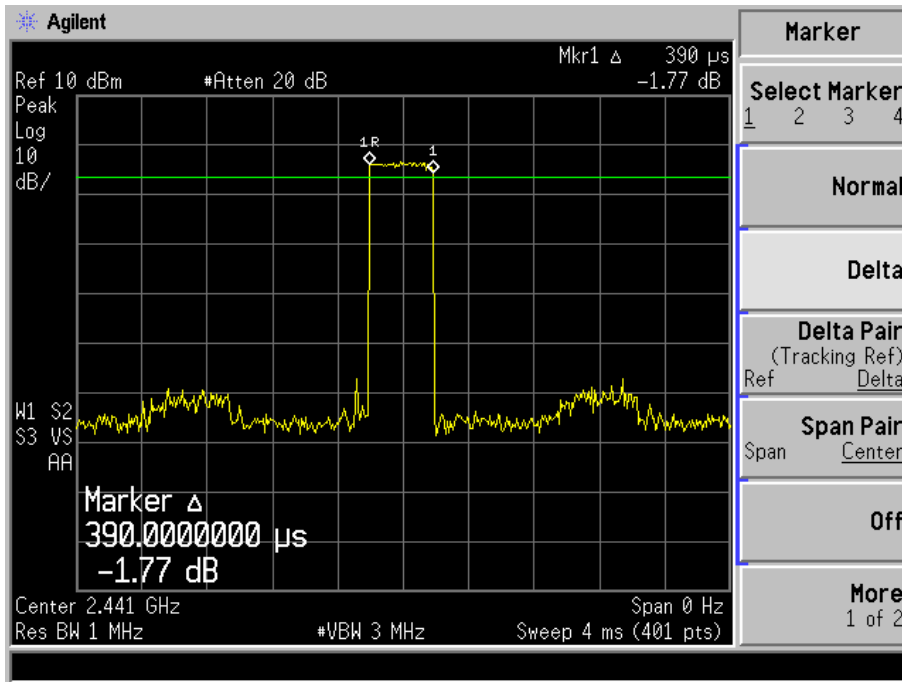 Agilent
Mkr1 Δ 390 µs
Ref 10 dBm #Atten 20 dB -1.77 dB
Peak
Log
10
dB/
1R
1
W1 S2
S3 VS
AA
Marker Δ
390.0000000 µs
-1.77 dB
Center 2.441 GHz Span 0 Hz
Res BW 1 MHz #VBW 3 MHz Sweep 4 ms (401 pts)
Marker
Select Marker
1 2 3 4
Normal
Delta
Delta Pair
(Tracking Ref)
Ref Delta
Span Pair
Span Center
Off
More
1 of 2